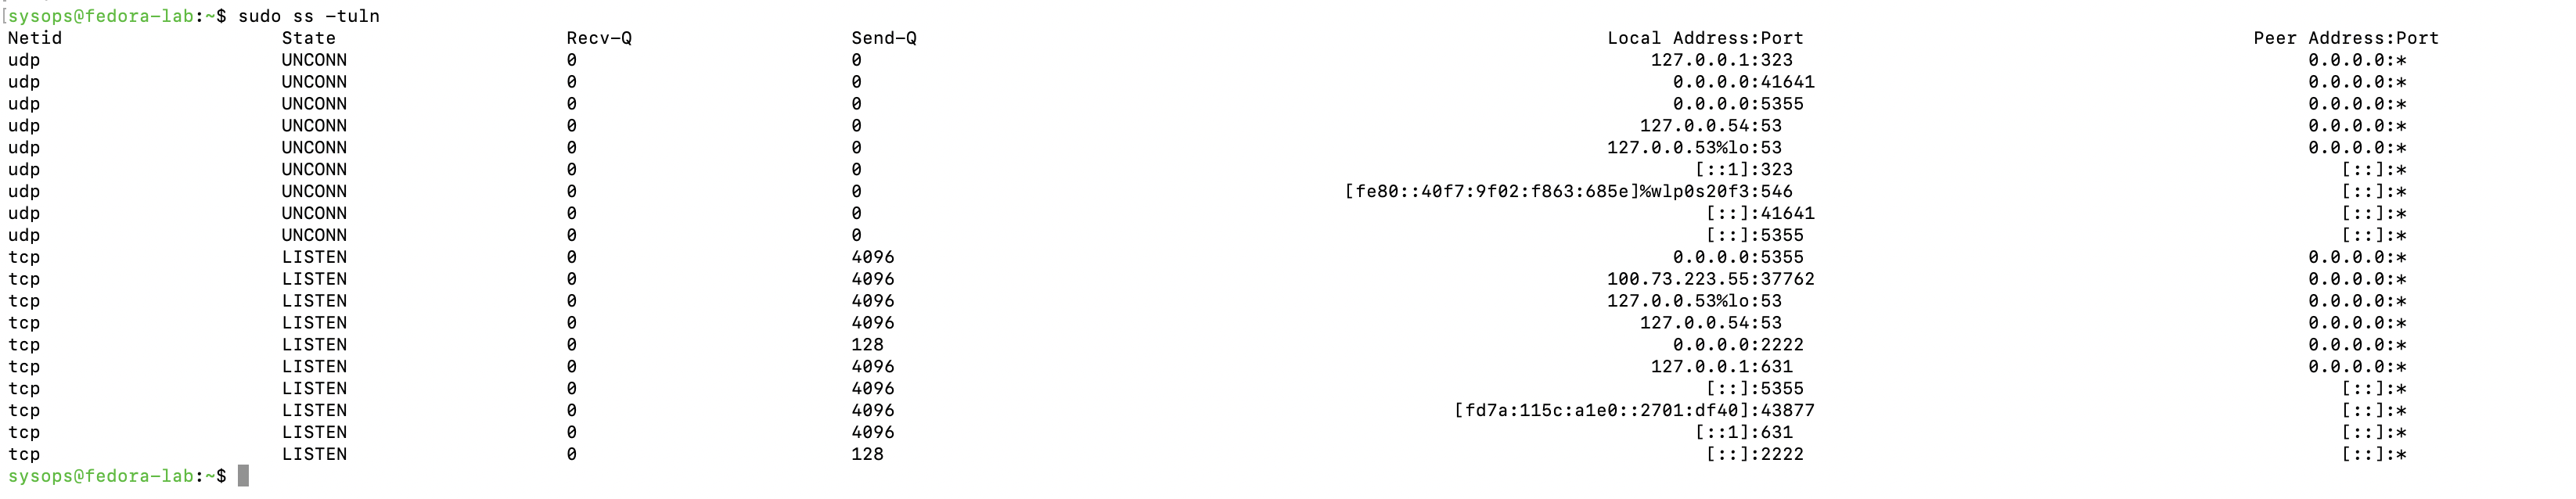 [sysops@fedora-lab:~$ sudo ss -tuln
Netid State Recv-Q Send-Q Local Address:Port Peer Address:Port
udp UNCONN 0 0 127.0.0.1:323 0.0.0.0:*
udp UNCONN 0 0 0.0.0.0:41641 0.0.0.0:*
udp UNCONN 0 0 0.0.0.0:5355 0.0.0.0:*
udp UNCONN 0 0 127.0.0.54:53 0.0.0.0:*
udp UNCONN 0 0 127.0.0.53%lo:53 0.0.0.0:*
udp UNCONN 0 0 [::1]:323 [::]:*
udp UNCONN 0 0 [fe80::40f7:9f02:f863:685e]%wlp0s20f3:546 [::]:*
udp UNCONN 0 0 [::]:41641 [::]:*
udp UNCONN 0 0 [::]:5355 [::]:*
tcp LISTEN 0 4096 0.0.0.0:5355 0.0.0.0:*
tcp LISTEN 0 4096 100.73.223.55:37762 0.0.0.0:*
tcp LISTEN 0 4096 127.0.0.53%lo:53 0.0.0.0:*
tcp LISTEN 0 4096 127.0.0.54:53 0.0.0.0:*
tcp LISTEN 0 128 0.0.0.0:2222 0.0.0.0:*
tcp LISTEN 0 4096 127.0.0.1:631 0.0.0.0:*
tcp LISTEN 0 4096 [::]:5355 [::]:*
tcp LISTEN 0 4096 [fd7a:115c:a1e0::2701:df40]:43877 [::]:*
tcp LISTEN 0 4096 [::1]:631 [::]:*
tcp LISTEN 0 128 [::]:2222 [::]:*
sysops@fedora-lab:~$